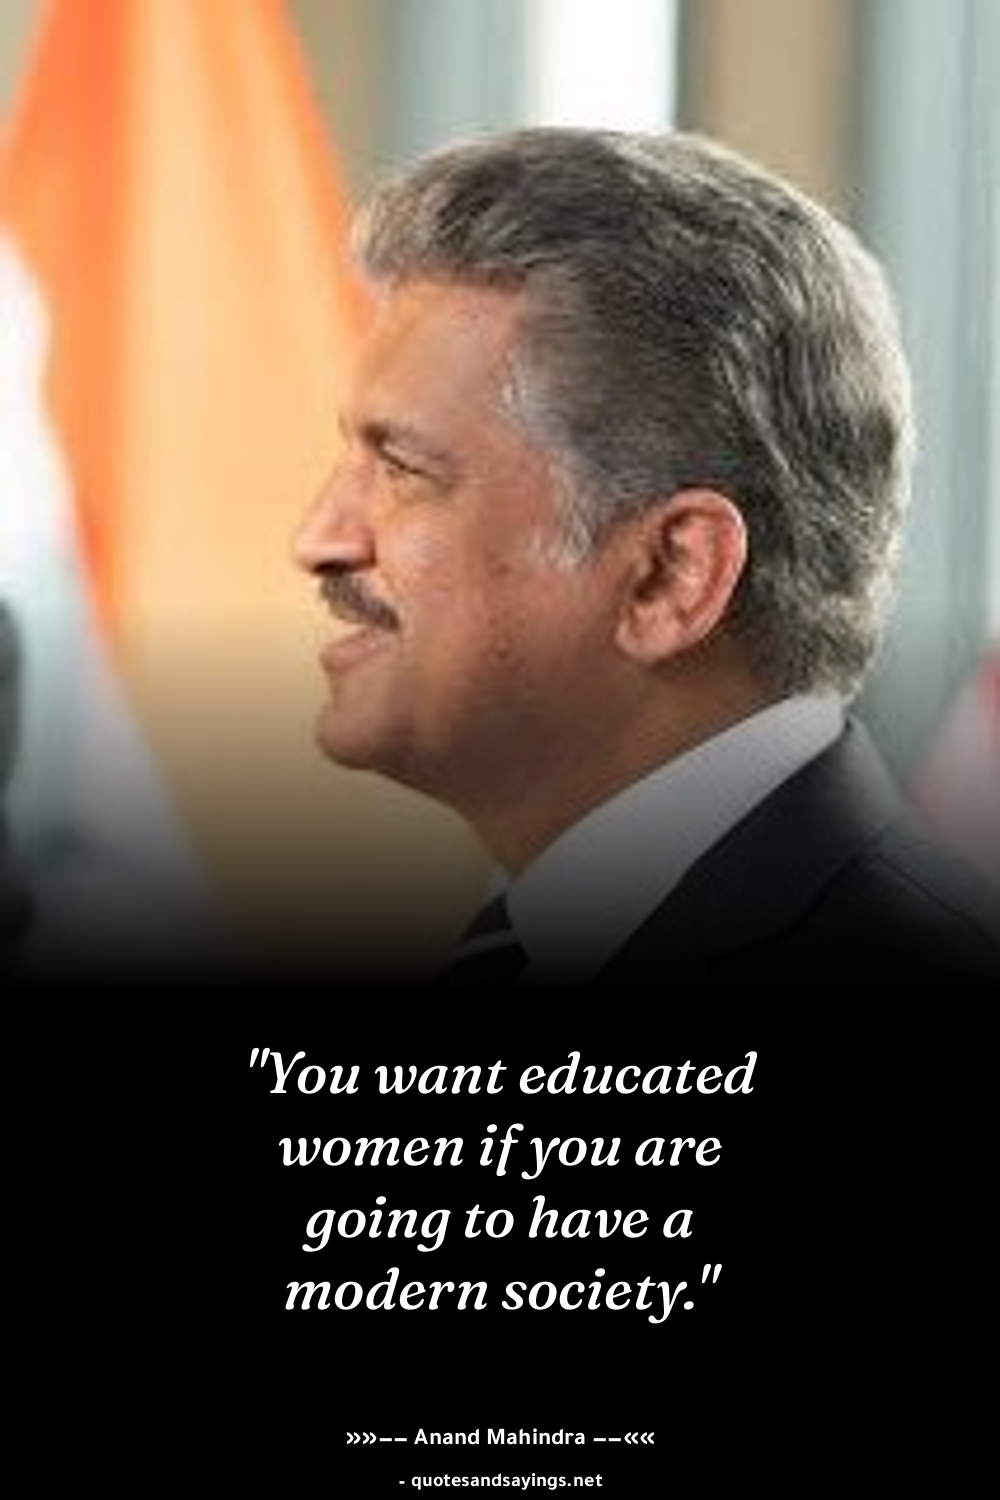 "You want educated
women if you are
going to have a
modern society."
»»−− Anand Mahindra −−««
- quotesandsayings.net